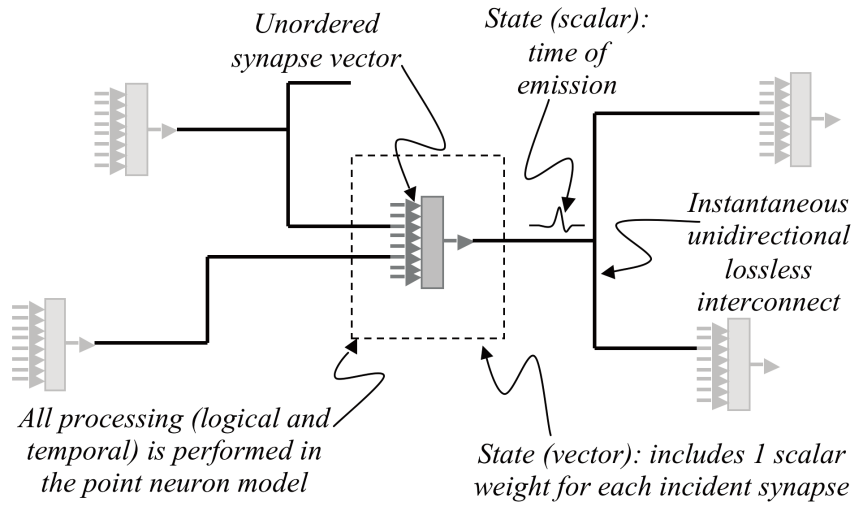 Unordered
synapse vector
State (scalar):
time of
emission
Instantaneous
unidirectional
lossless
interconnect
All processing (logical and
temporal) is performed in
the point neuron model
State (vector): includes 1 scalar
weight for each incident synapse